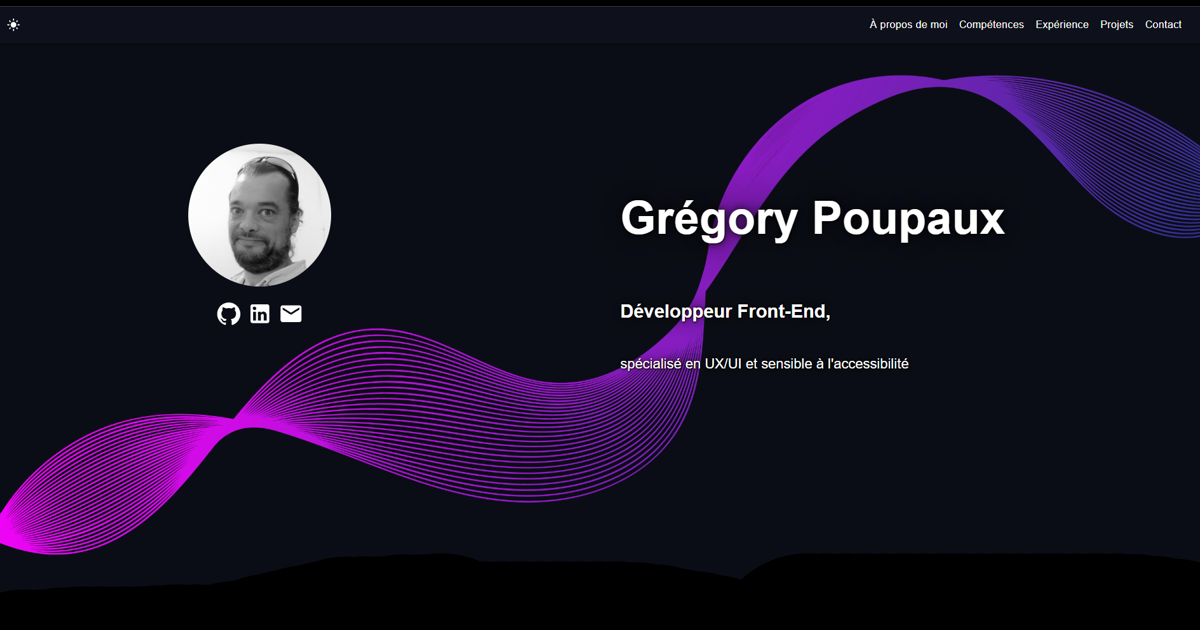 À propos de moi Compétences Expérience Projets Contact
Grégory Poupaux
Développeur Front-End,
spécialisé en UX/UI et sensible à l'accessibilité